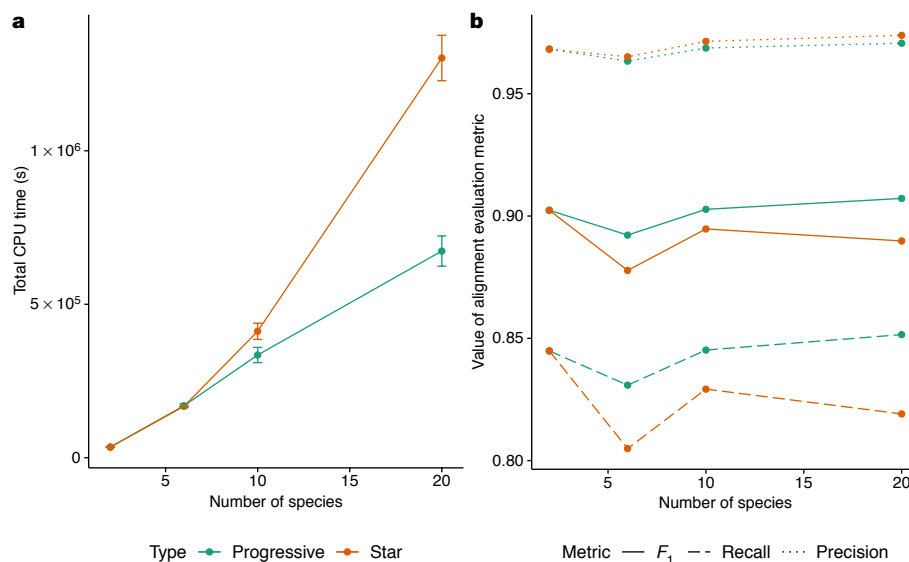 a
Total CPU time (s)
1 × 10⁶
5 × 10⁵
0
5 10 15 20
Number of species
Type Progressive Star
b
Value of alignment evaluation metric
0.95
0.90
0.85
0.80
5 10 15 20
Number of species
Metric F₁ Recall Precision